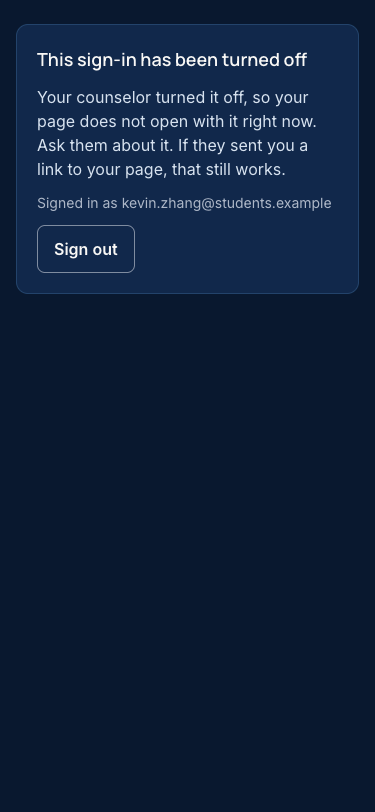 This sign-in has been turned off
Your counselor turned it off, so your
page does not open with it right now.
Ask them about it. If they sent you a
link to your page, that still works.
Signed in as kevin.zhang@students.example
Sign out